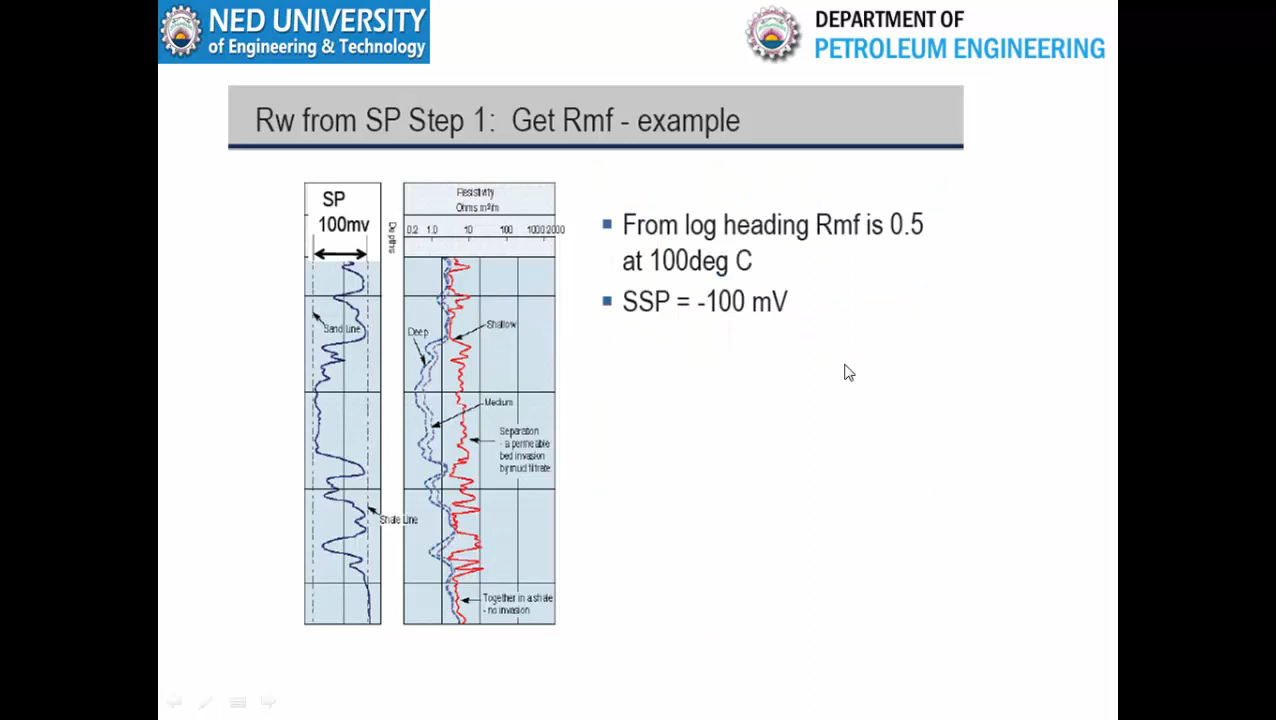 NED UNIVERSITY
of Engineering & Technology
DEPARTMENT OF
PETROLEUM ENGINEERING
Rw from SP Step 1: Get Rmf - example
SP
100mv
Depths
Resistivity
Ohms m²/m
0.2 1.0 10 100 1000 2000
Sand Line
Deep
Shallow
Medium
Separation
- a permeable
bed invasion
by mud filtrate
Shale Line
Together in a shale
- no invasion
From log heading Rmf is 0.5
at 100deg C
SSP = -100 mV